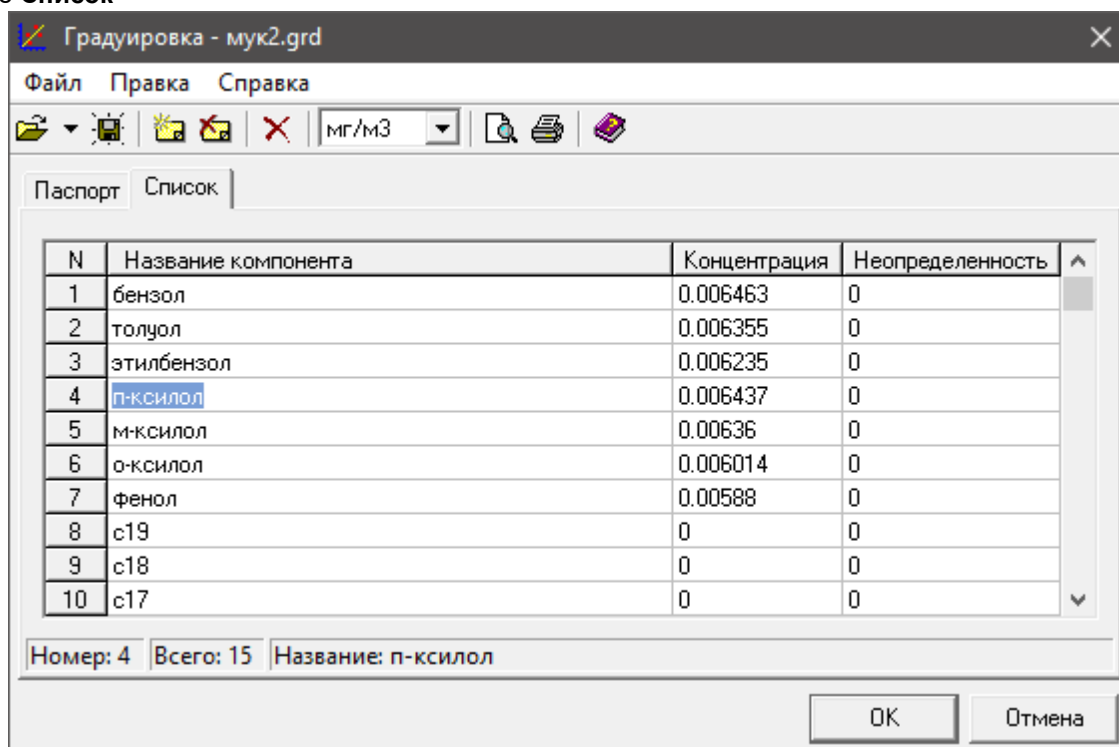 Список
Градуировка - мук2.grd
Файл Правка Справка
мг/м3
Паспорт Список
N Название компонента Концентрация Неопределенность
1 бензол 0.006463 0
2 толуол 0.006355 0
3 этилбензол 0.006235 0
4 п-ксилол 0.006437 0
5 м-ксилол 0.00636 0
6 о-ксилол 0.006014 0
7 фенол 0.00588 0
8 с19 0 0
9 с18 0 0
10 с17 0 0
Номер: 4 Всего: 15 Название: п-ксилол
OK Отмена